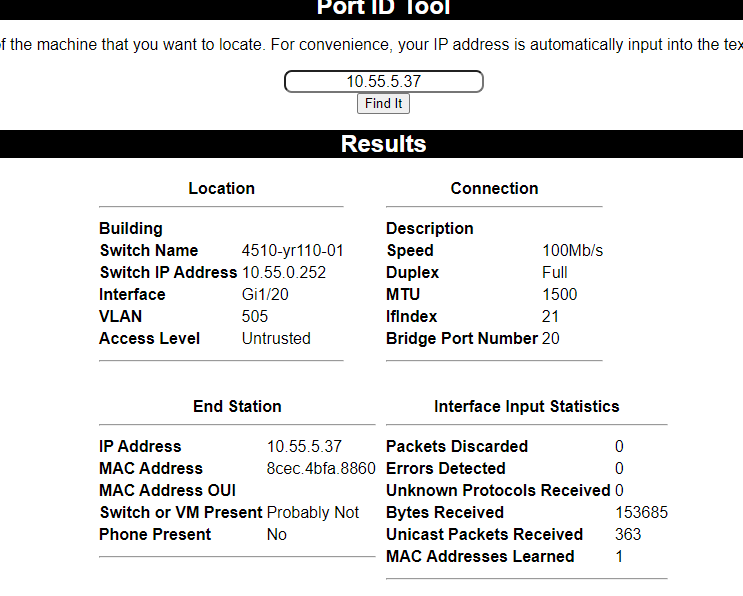 Port ID Tool
of the machine that you want to locate. For convenience, your IP address is automatically input into the
10.55.5.37
Find It
Results
Location
Building
Switch Name 4510-yr110-01
Switch IP Address 10.55.0.252
Interface Gi1/20
VLAN 505
Access Level Untrusted
Connection
Description
Speed 100Mb/s
Duplex Full
MTU 1500
IfIndex 21
Bridge Port Number 20
End Station
IP Address 10.55.5.37
MAC Address 8cec.4bfa.8860
MAC Address OUI
Switch or VM Present Probably Not
Phone Present No
Interface Input Statistics
Packets Discarded 0
Errors Detected 0
Unknown Protocols Received 0
Bytes Received 153685
Unicast Packets Received 363
MAC Addresses Learned 1